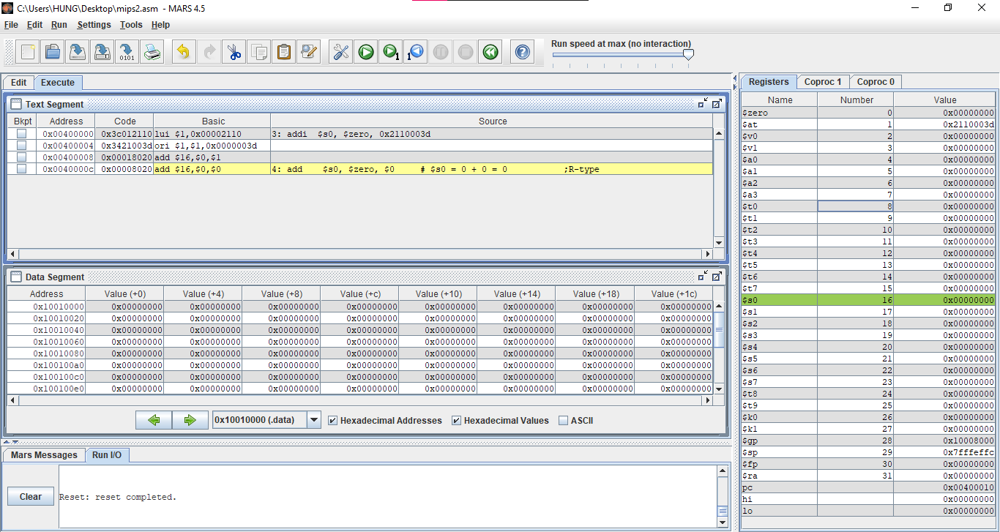 C:\Users\HUNG\Desktop\mips2.asm - MARS 4.5
File Edit Run Settings Tools Help
Run speed at max (no interaction)
Edit Execute
Text Segment
Bkpt Address Code Basic Source
0x00400000 0x3c012110 lui $1,0x00002110 3: addi $s0, $zero, 0x2110003d
0x00400004 0x3421003d ori $1,$1,0x0000003d
0x00400008 0x00018020 add $16,$0,$1
0x0040000c 0x00008020 add $16,$0,$0 4: add $s0, $zero, $0 # $s0 = 0 + 0 = 0 ;R-type
Data Segment
Address Value (+0) Value (+4) Value (+8) Value (+c) Value (+10) Value (+14) Value (+18) Value (+1c)
0x10010000 0x00000000 0x00000000 0x00000000 0x00000000 0x00000000 0x00000000 0x00000000 0x00000000
0x10010020 0x00000000 0x00000000 0x00000000 0x00000000 0x00000000 0x00000000 0x00000000 0x00000000
0x10010040 0x00000000 0x00000000 0x00000000 0x00000000 0x00000000 0x00000000 0x00000000 0x00000000
0x10010060 0x00000000 0x00000000 0x00000000 0x00000000 0x00000000 0x00000000 0x00000000 0x00000000
0x10010080 0x00000000 0x00000000 0x00000000 0x00000000 0x00000000 0x00000000 0x00000000 0x00000000
0x100100a0 0x00000000 0x00000000 0x00000000 0x00000000 0x00000000 0x00000000 0x00000000 0x00000000
0x100100c0 0x00000000 0x00000000 0x00000000 0x00000000 0x00000000 0x00000000 0x00000000 0x00000000
0x100100e0 0x00000000 0x00000000 0x00000000 0x00000000 0x00000000 0x00000000 0x00000000 0x00000000
0x10010000 (.data) Hexadecimal Addresses Hexadecimal Values ASCII
Mars Messages Run I/O
Clear
Reset: reset completed.
Registers Coproc 1 Coproc 0
Name Number Value
$zero 0 0x00000000
$at 1 0x2110003d
$v0 2 0x00000000
$v1 3 0x00000000
$a0 4 0x00000000
$a1 5 0x00000000
$a2 6 0x00000000
$a3 7 0x00000000
$t0 8 0x00000000
$t1 9 0x00000000
$t2 10 0x00000000
$t3 11 0x00000000
$t4 12 0x00000000
$t5 13 0x00000000
$t6 14 0x00000000
$t7 15 0x00000000
$s0 16 0x00000000
$s1 17 0x00000000
$s2 18 0x00000000
$s3 19 0x00000000
$s4 20 0x00000000
$s5 21 0x00000000
$s6 22 0x00000000
$s7 23 0x00000000
$t8 24 0x00000000
$t9 25 0x00000000
$k0 26 0x00000000
$k1 27 0x00000000
$gp 28 0x10008000
$sp 29 0x7fffeffc
$fp 30 0x00000000
$ra 31 0x00000000
pc 0x00400010
hi 0x00000000
lo 0x00000000